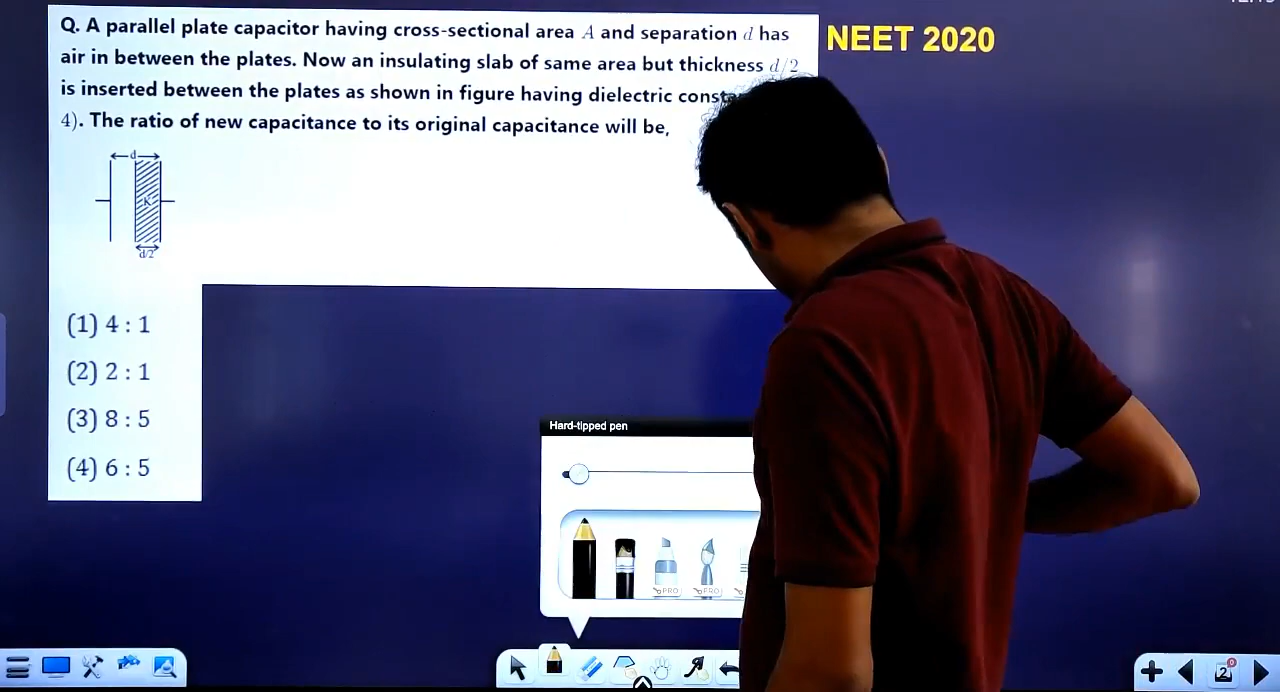 Q. A parallel plate capacitor having cross-sectional area A and separation d has
air in between the plates. Now an insulating slab of same area but thickness d/2
is inserted between the plates as shown in figure having dielectric
4). The ratio of new capacitance to its original capacitance will be,
NEET 2020
d
K
d/2
(1) 4 : 1
(2) 2 : 1
(3) 8 : 5
(4) 6 : 5
Hard-tipped pen
PRO PRO
2